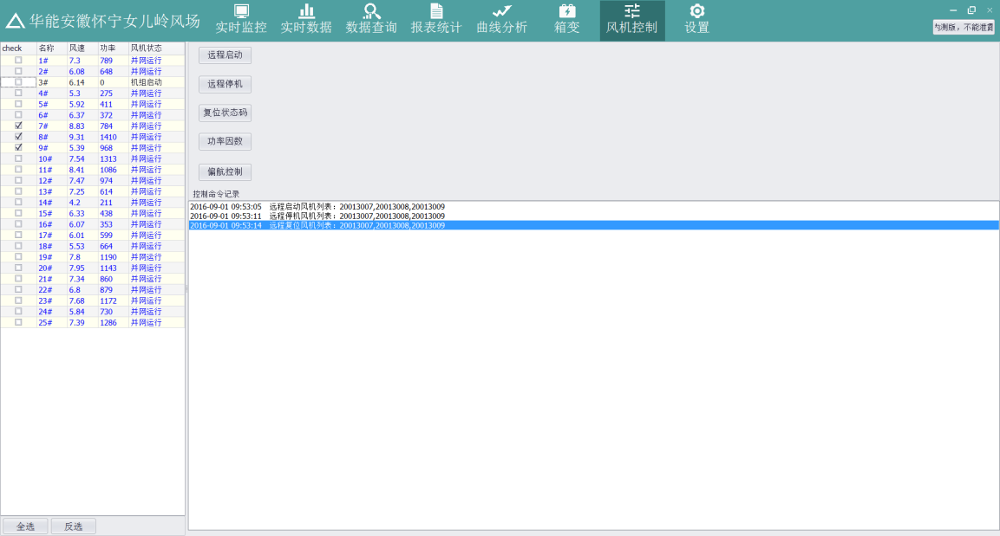 华能安徽怀宁女儿岭风场
实时监控 实时数据 数据查询 报表统计 曲线分析 箱变 风机控制 设置
内测版，不能泄露
check 名称 风速 功率 风机状态
1# 7.3 789 并网运行
2# 6.08 648 并网运行
3# 6.14 0 机组启动
4# 5.3 275 并网运行
5# 5.92 411 并网运行
6# 6.37 372 并网运行
7# 8.83 784 并网运行
8# 9.31 1410 并网运行
9# 5.39 968 并网运行
10# 7.54 1313 并网运行
11# 8.41 1086 并网运行
12# 7.47 974 并网运行
13# 7.25 614 并网运行
14# 4.2 211 并网运行
15# 6.33 438 并网运行
16# 6.07 353 并网运行
17# 6.01 599 并网运行
18# 5.53 664 并网运行
19# 7.8 1190 并网运行
20# 7.95 1143 并网运行
21# 7.34 860 并网运行
22# 6.8 879 并网运行
23# 7.68 1172 并网运行
24# 5.84 730 并网运行
25# 7.39 1286 并网运行
全选 反选
远程启动
远程停机
复位状态码
功率因数
偏航控制
控制命令记录
2016-09-01 09:53:05 远程启动风机列表：20013007,20013008,20013009
2016-09-01 09:53:11 远程停机风机列表：20013007,20013008,20013009
2016-09-01 09:53:14 远程复位风机列表：20013007,20013008,20013009